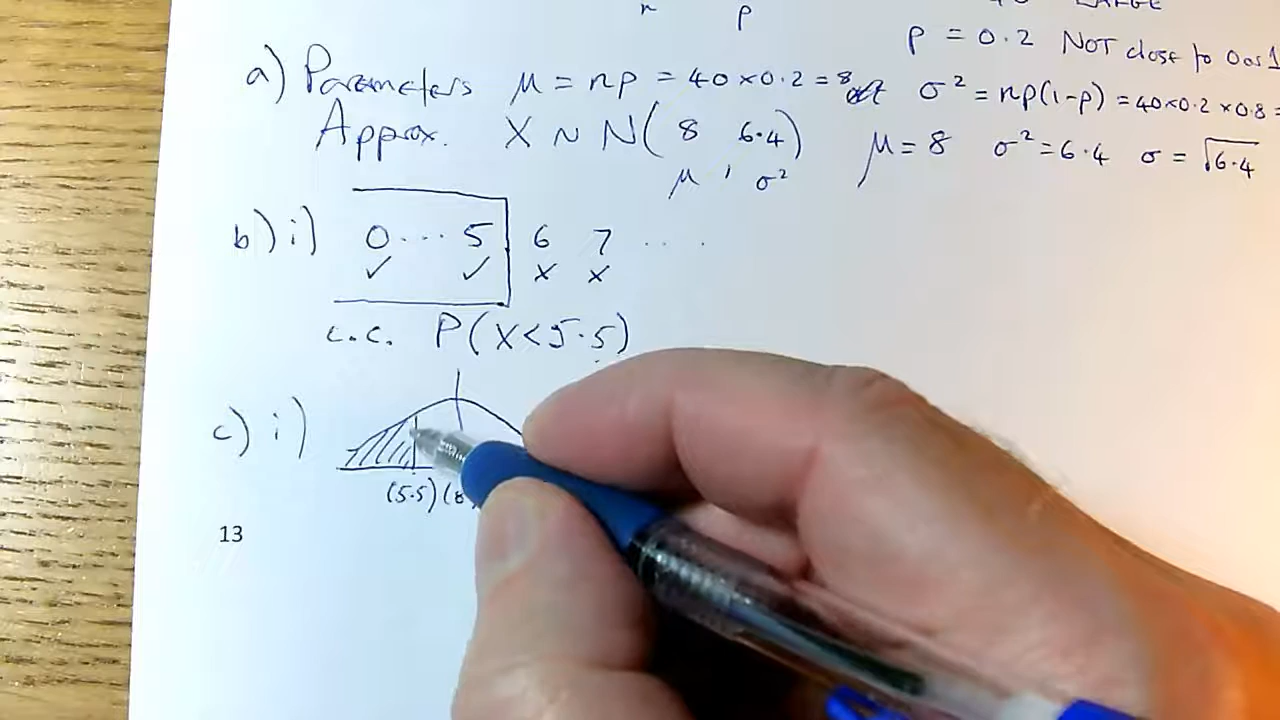 n p LARGE
p = 0.2 NOT close to 0 or 1
a) Parameters μ = np = 40 × 0.2 = 8 σ² = np(1-p) = 40×0.2×0.8 =
Approx. X ~ N( 8 6.4) μ = 8 σ² = 6.4 σ = √6.4
μ , σ²
b) i) 0 ... 5 6 7 ....
✓ ✓ x x
c.c. P(X<5.5)
c) i)
(5.5) (8
13